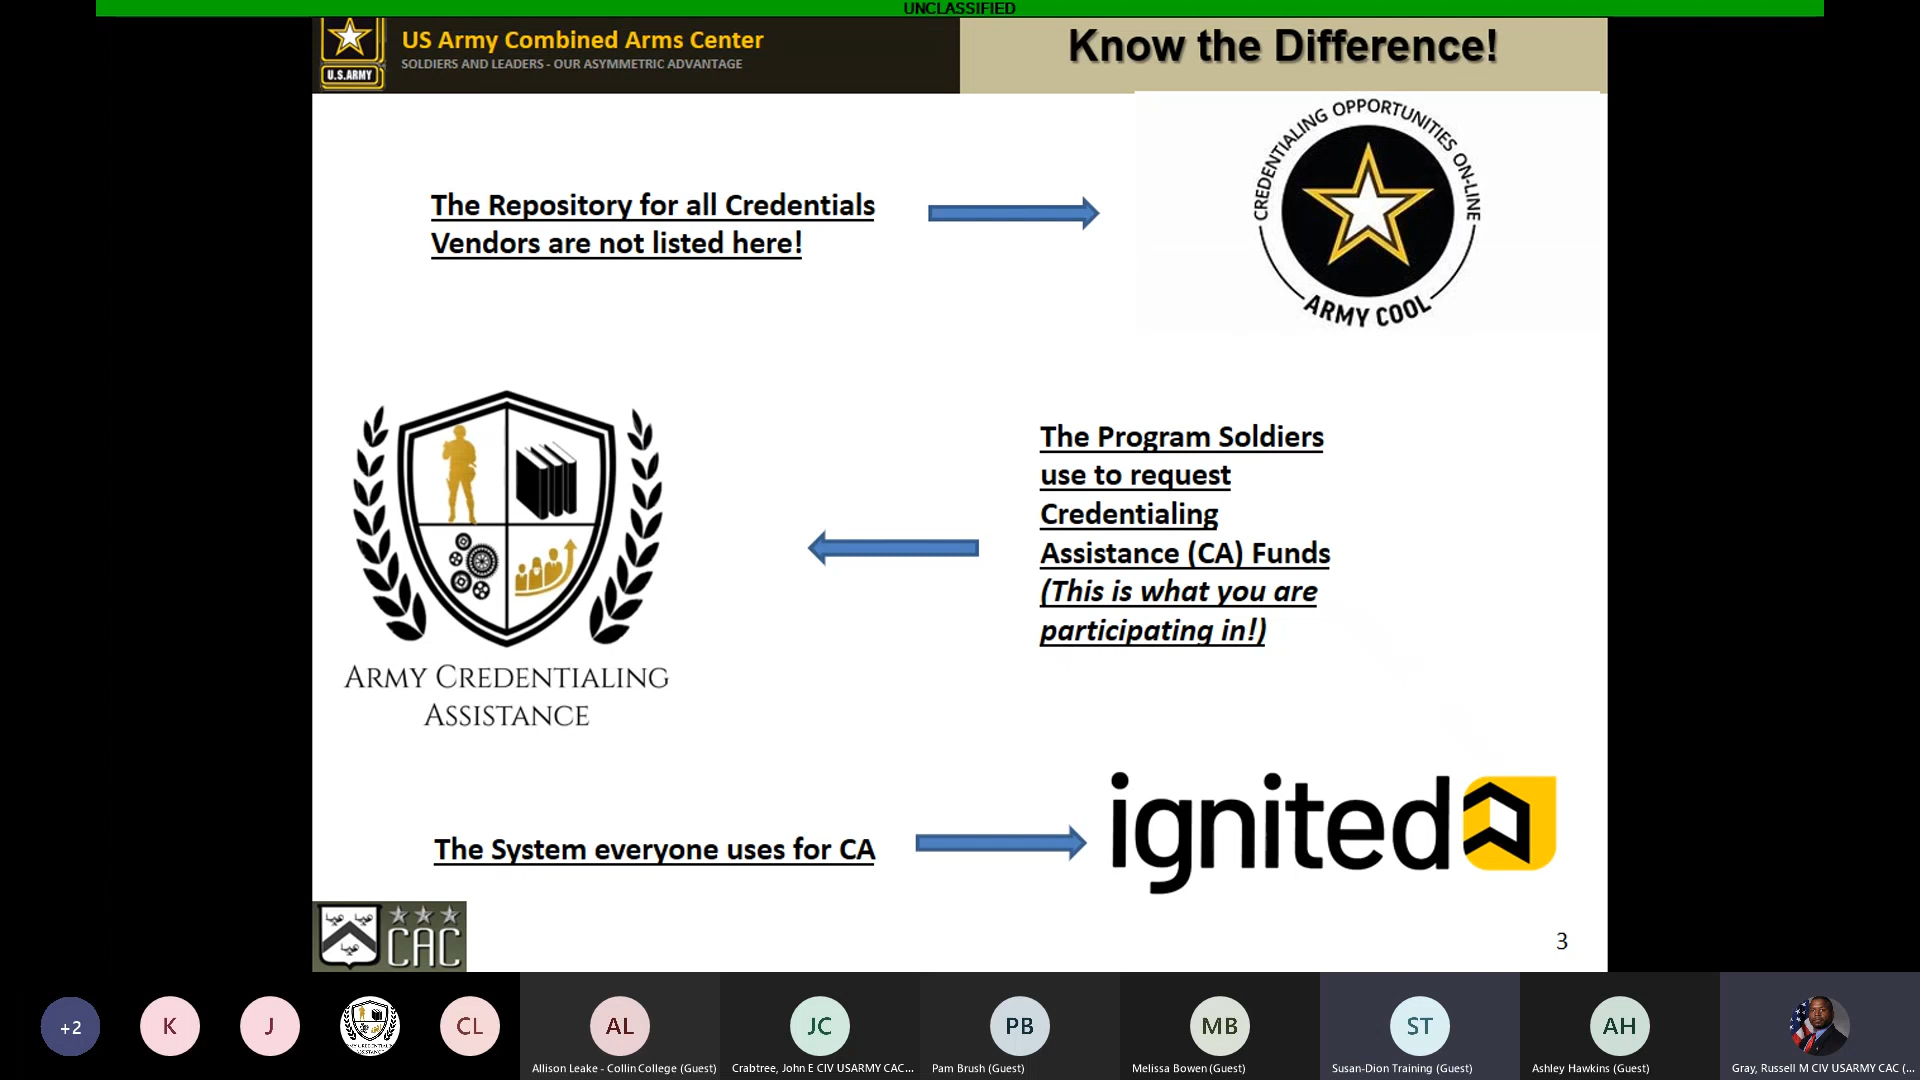 UNCLASSIFIED
US Army Combined Arms Center
SOLDIERS AND LEADERS - OUR ASYMMETRIC ADVANTAGE
U.S.ARMY
Know the Difference!
The Repository for all Credentials
Vendors are not listed here!
CREDENTIALING OPPORTUNITIES ON-LINE
ARMY COOL
The Program Soldiers
use to request
Credentialing
Assistance (CA) Funds
(This is what you are
participating in!)
ARMY CREDENTIALING
ASSISTANCE
The System everyone uses for CA
ignited
CAC
3
+2
K
J
CL
AL
JC
PB
MB
ST
AH
Allison Leake - Collin College (Guest)
Crabtree, John E CIV USARMY CAC...
Pam Brush (Guest)
Melissa Bowen (Guest)
Susan-Dion Training (Guest)
Ashley Hawkins (Guest)
Gray, Russell M CIV USARMY CAC (...